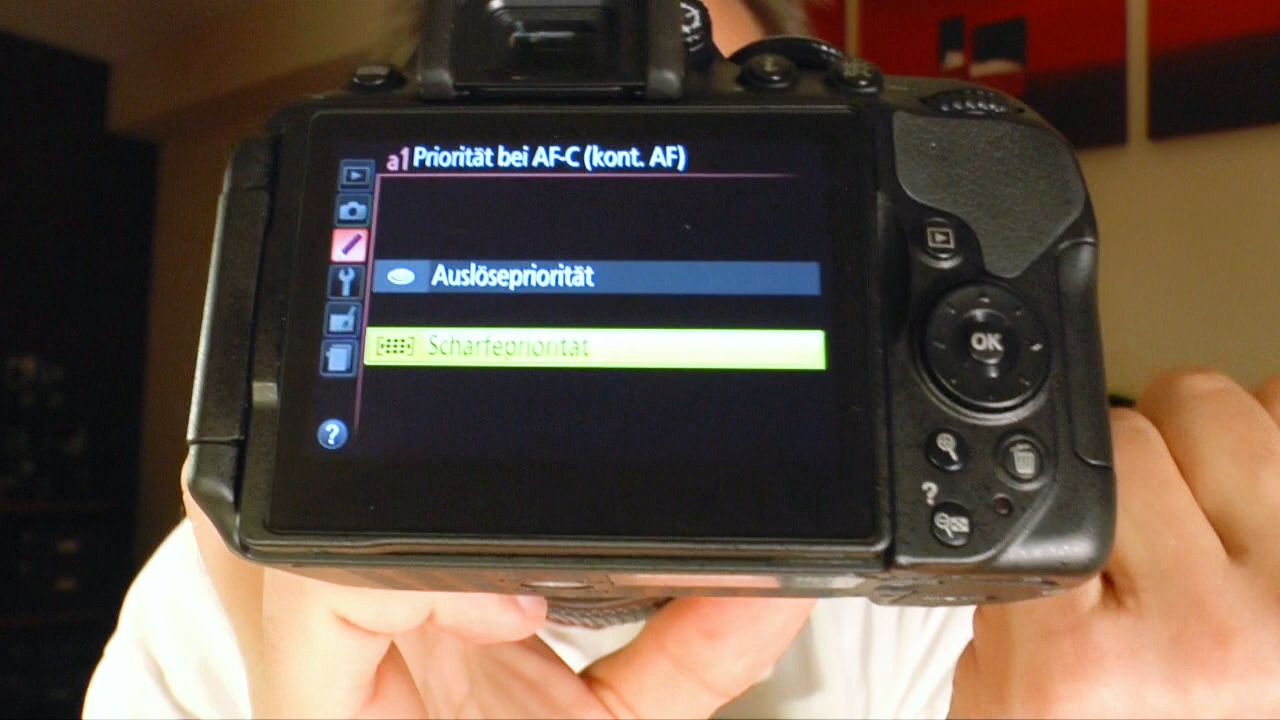 a1 Priorität bei AF-C (kont. AF)
Auslösepriorität
Schärfepriorität
?
OK
?